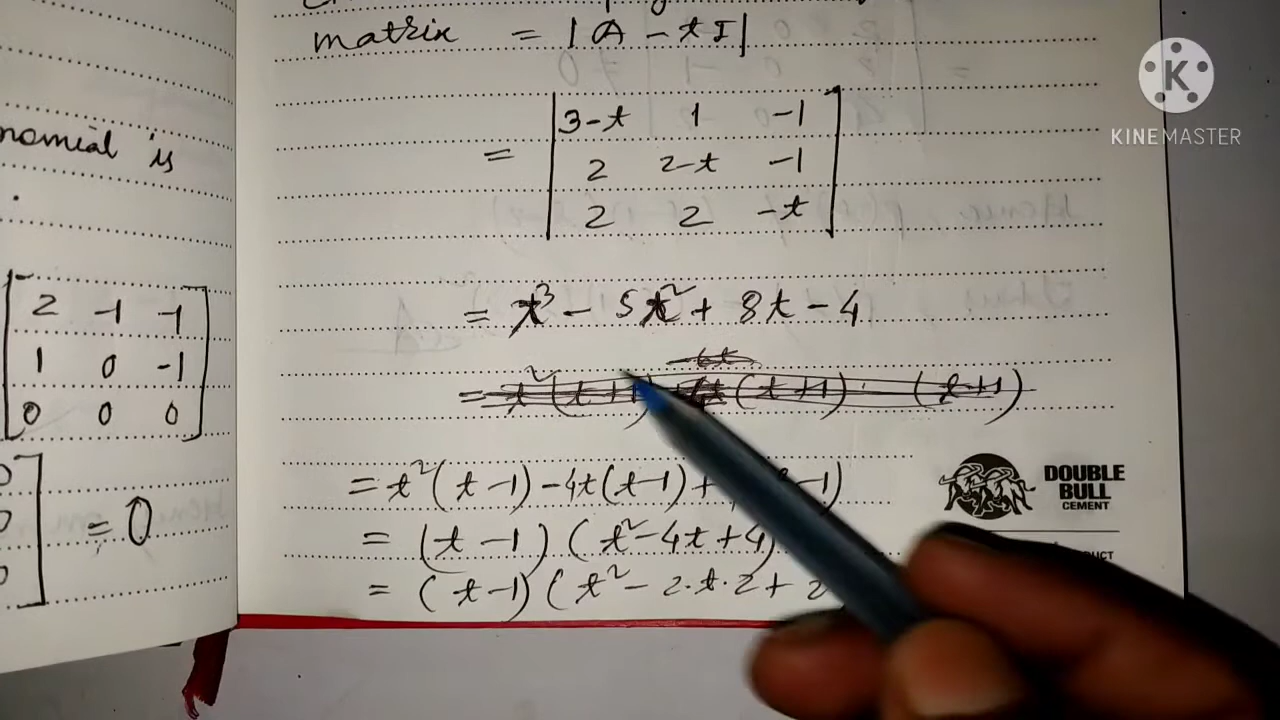 matrix = |A - tI|
= | 3-t 1 -1 |
| 2 2-t -1 |
| 2 2 -t |
= t³ - 5t² + 8t - 4
= t²(t-1) - 4t(t-1) + -1)
= (t-1) (t² - 4t + 4)
= (t-1) (t² - 2.t.2 + 2
is
[ 2 -1 -1 ]
[ 1 0 -1 ]
[ 0 0 0 ]
= 0
K
KINEMASTER
DOUBLE
BULL
CEMENT